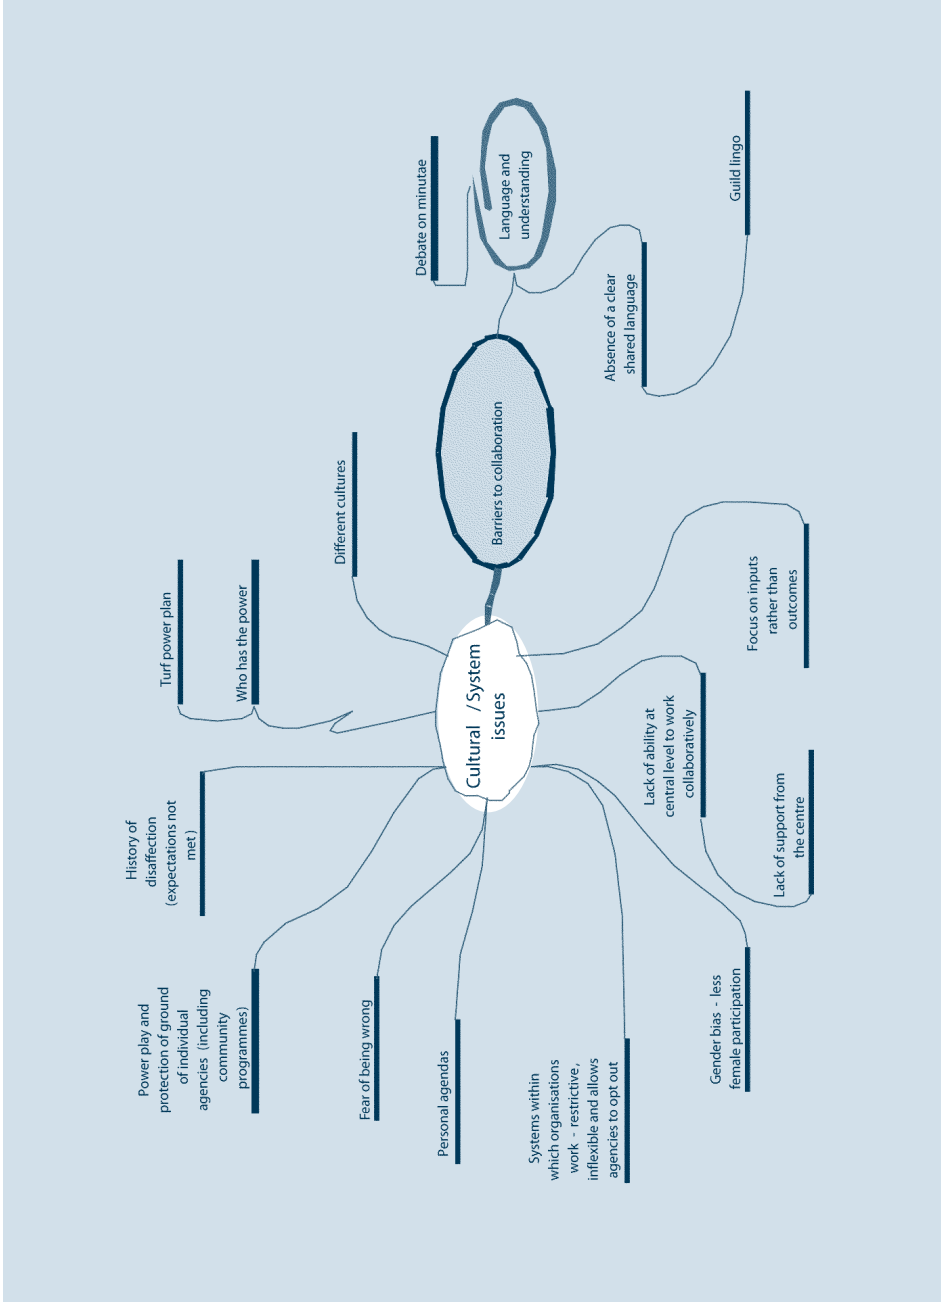 Power play and
protection of ground
of individual
agencies (including
community
programmes)
History of
disaffection
(expectations not
met )
Turf power plan
Who has the power
Different cultures
Debate on minutae
Fear of being wrong
Personal agendas
Cultural / System
issues
Barriers to collaboration
Language and
understanding
Systems within
which organisations
work - restrictive,
inflexible and allows
agencies to opt out
Gender bias - less
female participation
Lack of ability at
central level to work
collaboratively
Lack of support from
the centre
Focus on inputs
rather than
outcomes
Absence of a clear
shared language
Guild lingo